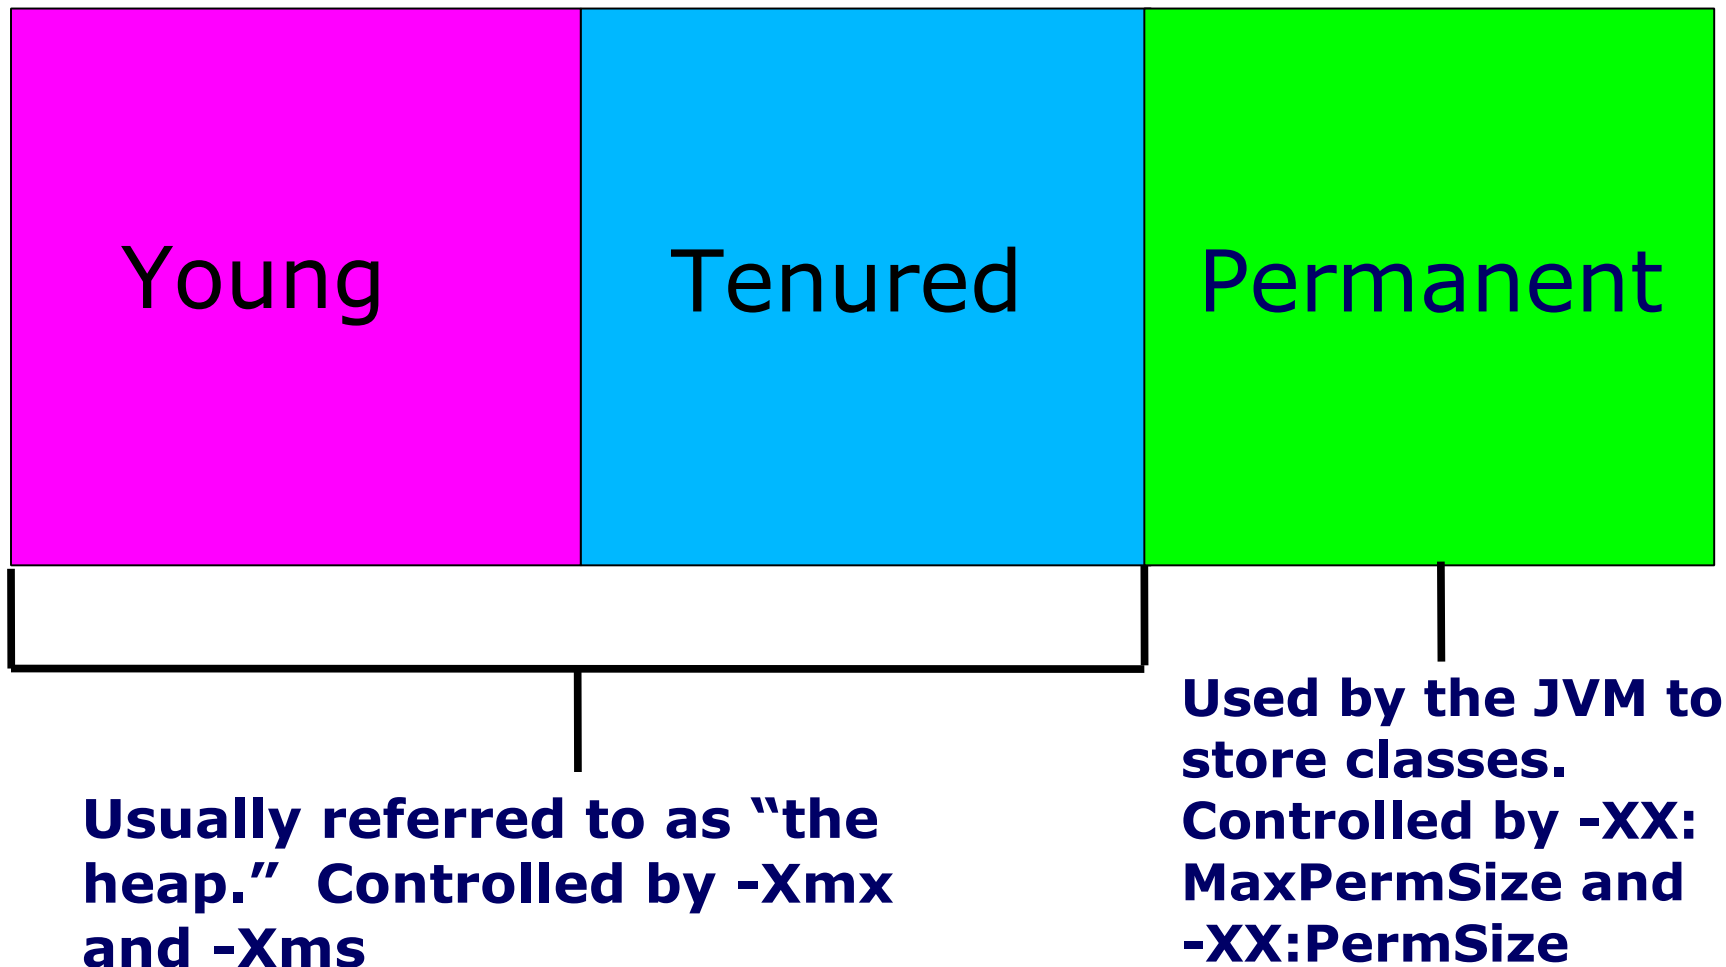 Young
Tenured
Permanent
Usually referred to as “the
heap.”  Controlled by -Xmx
and -Xms
Used by the JVM to
store classes.
Controlled by -XX:
MaxPermSize and
-XX:PermSize